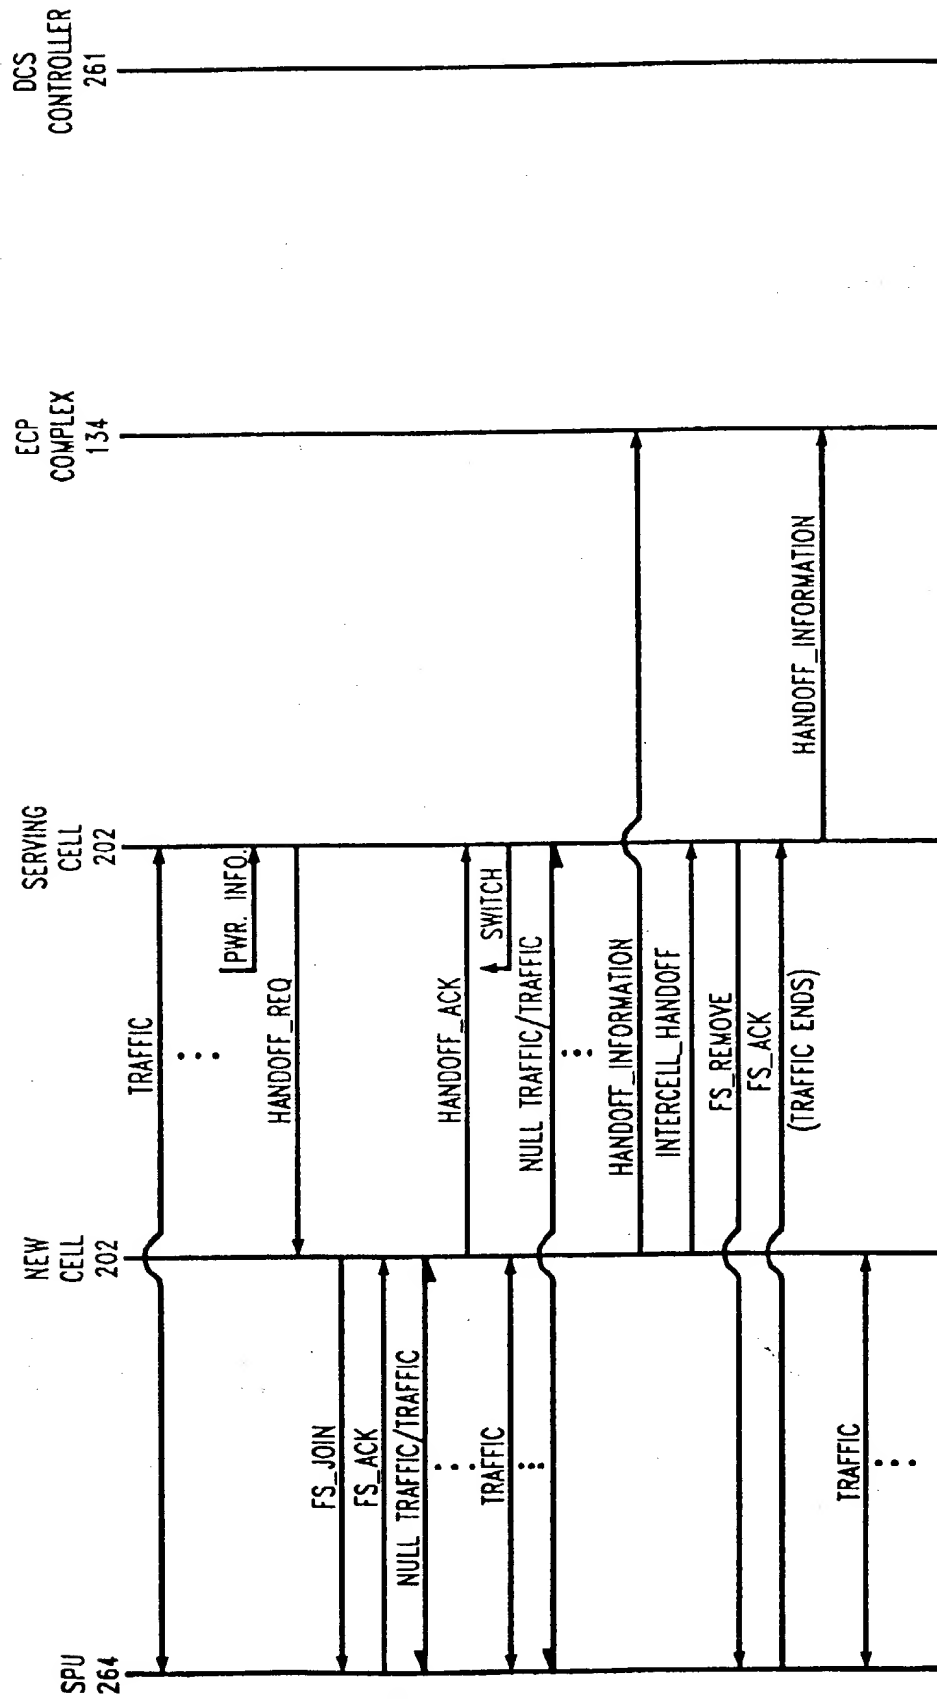 SPU
264
NEW
CELL
202
SERVING
CELL
202
ECP
COMPLEX
134
DCS
CONTROLLER
261
TRAFFIC
PWR. INFO.
HANDOFF_REQ
FS_JOIN
FS_ACK
NULL TRAFFIC/TRAFFIC
HANDOFF_ACK
TRAFFIC
SWITCH
NULL TRAFFIC/TRAFFIC
HANDOFF_INFORMATION
INTERCELL_HANDOFF
FS_REMOVE
FS_ACK
(TRAFFIC ENDS)
HANDOFF_INFORMATION
TRAFFIC